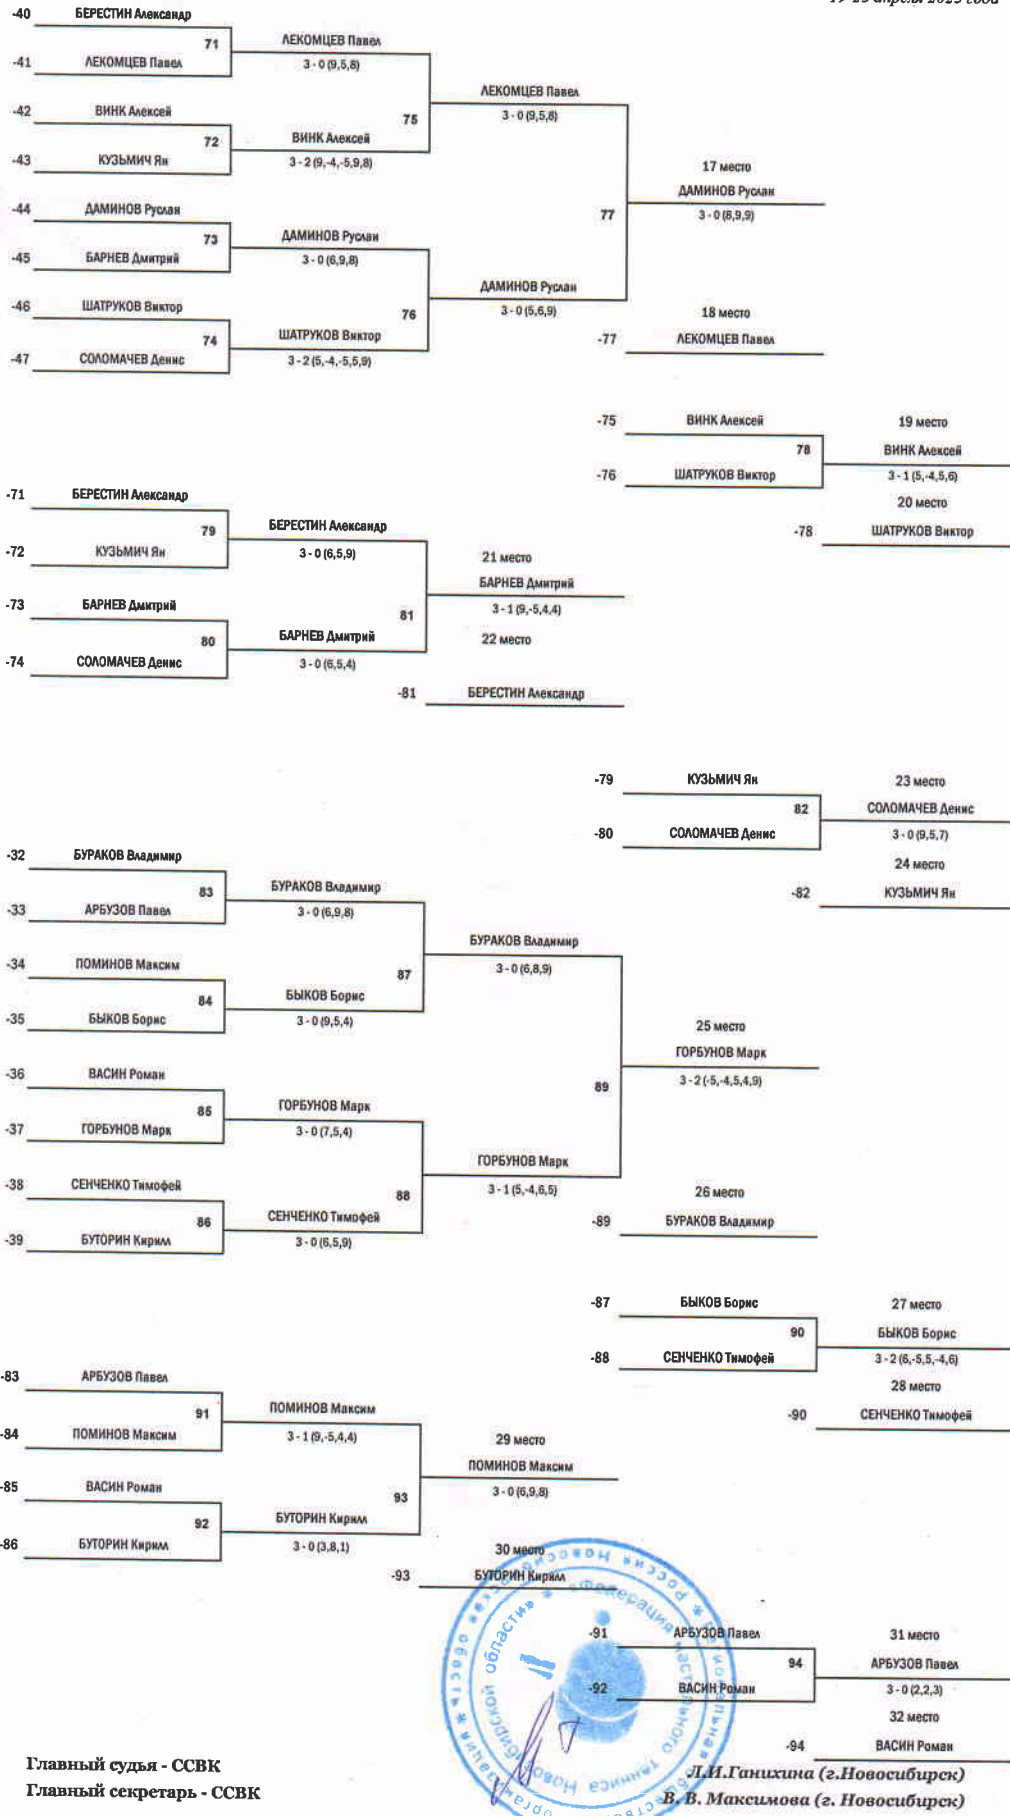 19-23 апреля 2023 года
-40 БЕРЕСТИН Александр
71 ЛЕКОМЦЕВ Павел
-41 ЛЕКОМЦЕВ Павел 3 - 0 (9,5,8)
ЛЕКОМЦЕВ Павел
-42 ВИНК Алексей 75 3 - 0 (9,5,8)
72 ВИНК Алексей
-43 КУЗЬМИЧ Ян 3 - 2 (9,-4,-5,9,8)
17 место
ДАМИНОВ Руслан
-44 ДАМИНОВ Руслан 77 3 - 0 (8,9,9)
73 ДАМИНОВ Руслан
-45 БАРНЕВ Дмитрий 3 - 0 (6,9,8)
ДАМИНОВ Руслан
-46 ШАТРУКОВ Виктор 76 3 - 0 (5,6,9) 18 место
74 ШАТРУКОВ Виктор -77 ЛЕКОМЦЕВ Павел
-47 СОЛОМАЧЕВ Денис 3 - 2 (5,-4,-5,5,9)
-75 ВИНК Алексей 19 место
78 ВИНК Алексей
-76 ШАТРУКОВ Виктор 3 - 1 (5,-4,5,6)
20 место
-78 ШАТРУКОВ Виктор
-71 БЕРЕСТИН Александр
79 БЕРЕСТИН Александр
-72 КУЗЬМИЧ Ян 3 - 0 (6,5,9) 21 место
БАРНЕВ Дмитрий
-73 БАРНЕВ Дмитрий 81 3 - 1 (9,-5,4,4)
80 БАРНЕВ Дмитрий 22 место
-74 СОЛОМАЧЕВ Денис 3 - 0 (6,5,4)
-81 БЕРЕСТИН Александр
-79 КУЗЬМИЧ Ян 23 место
82 СОЛОМАЧЕВ Денис
-80 СОЛОМАЧЕВ Денис 3 - 0 (9,5,7)
24 место
-82 КУЗЬМИЧ Ян
-32 БУРАКОВ Владимир
83 БУРАКОВ Владимир
-33 АРБУЗОВ Павел 3 - 0 (6,9,8)
БУРАКОВ Владимир
-34 ПОМИНОВ Максим 87 3 - 0 (6,8,9)
84 БЫКОВ Борис
-35 БЫКОВ Борис 3 - 0 (9,5,4)
25 место
ГОРБУНОВ Марк
-36 ВАСИН Роман 89 3 - 2 (-5,-4,5,4,9)
85 ГОРБУНОВ Марк
-37 ГОРБУНОВ Марк 3 - 0 (7,5,4)
ГОРБУНОВ Марк
-38 СЕНЧЕНКО Тимофей 88 3 - 1 (5,-4,6,5) 26 место
86 СЕНЧЕНКО Тимофей -89 БУРАКОВ Владимир
-39 БУТОРИН Кирилл 3 - 0 (6,5,9)
-87 БЫКОВ Борис 27 место
90 БЫКОВ Борис
-88 СЕНЧЕНКО Тимофей 3 - 2 (6,-5,5,-4,6)
28 место
-90 СЕНЧЕНКО Тимофей
-83 АРБУЗОВ Павел
91 ПОМИНОВ Максим
-84 ПОМИНОВ Максим 3 - 1 (9,-5,4,4) 29 место
ПОМИНОВ Максим
-85 ВАСИН Роман 93 3 - 0 (6,9,8)
92 БУТОРИН Кирилл
-86 БУТОРИН Кирилл 3 - 0 (3,8,1) 30 место
-93 БУТОРИН Кирилл
-91 АРБУЗОВ Павел 31 место
94 АРБУЗОВ Павел
-92 ВАСИН Роман 3 - 0 (2,2,3)
32 место
-94 ВАСИН Роман
Главный судья - ССВК Л.И.Ганихина (г.Новосибирск)
Главный секретарь - ССВК В. В. Максимова (г. Новосибирск)